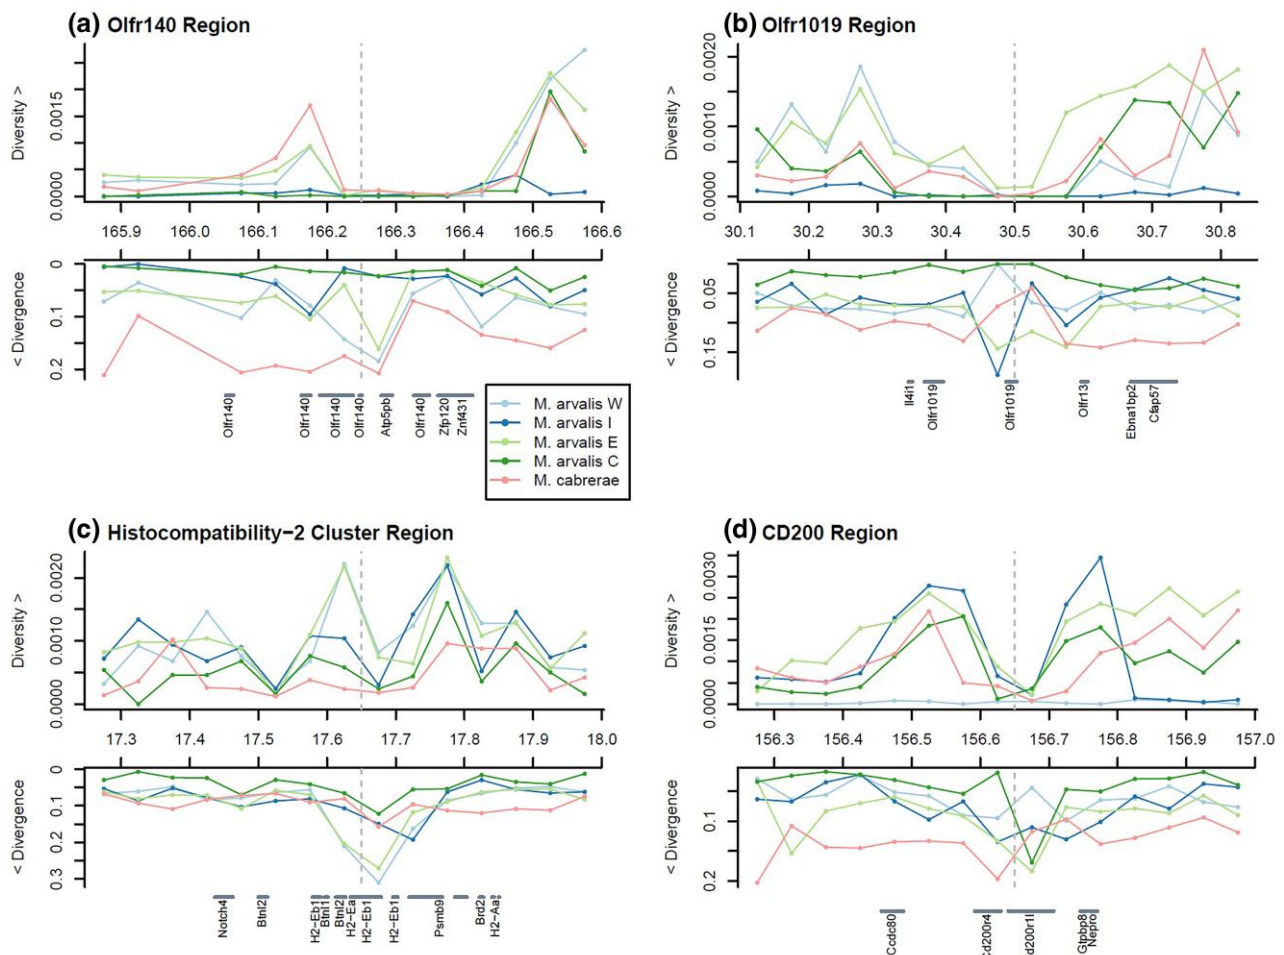 (a) Olfr140 Region
Diversity >
0.0000 0.0015
165.9 166.0 166.1 166.2 166.3 166.4 166.5 166.6
< Divergence
0 0.1 0.2
Olfr140 Olfr140 Olfr140 Olfr140 Atp5pb Olfr140 Zfp120 Znf431
(b) Olfr1019 Region
Diversity >
0.0000 0.0010 0.0020
30.1 30.2 30.3 30.4 30.5 30.6 30.7 30.8
< Divergence
0.05 0.15
Il4i1 Olfr1019 Olfr1019 Olfr13 Ebna1bp2 Cfap57
M. arvalis W
M. arvalis I
M. arvalis E
M. arvalis C
M. cabrerae
(c) Histocompatibility−2 Cluster Region
Diversity >
0.0000 0.0010 0.0020
17.3 17.4 17.5 17.6 17.7 17.8 17.9 18.0
< Divergence
0 0.1 0.2 0.3
Notch4 Btnl2 H2−Eb1 Btnl1 Btnl2 H2−Ea H2−Eb1 H2−Eb1 Psmb9 Brd2 H2−Aa
(d) CD200 Region
Diversity >
0.0000 0.0015 0.0030
156.3 156.4 156.5 156.6 156.7 156.8 156.9 157.0
< Divergence
0.1 0.2
Ccdc80 Cd200r4 d200r1l Gtpbp8 Nepro